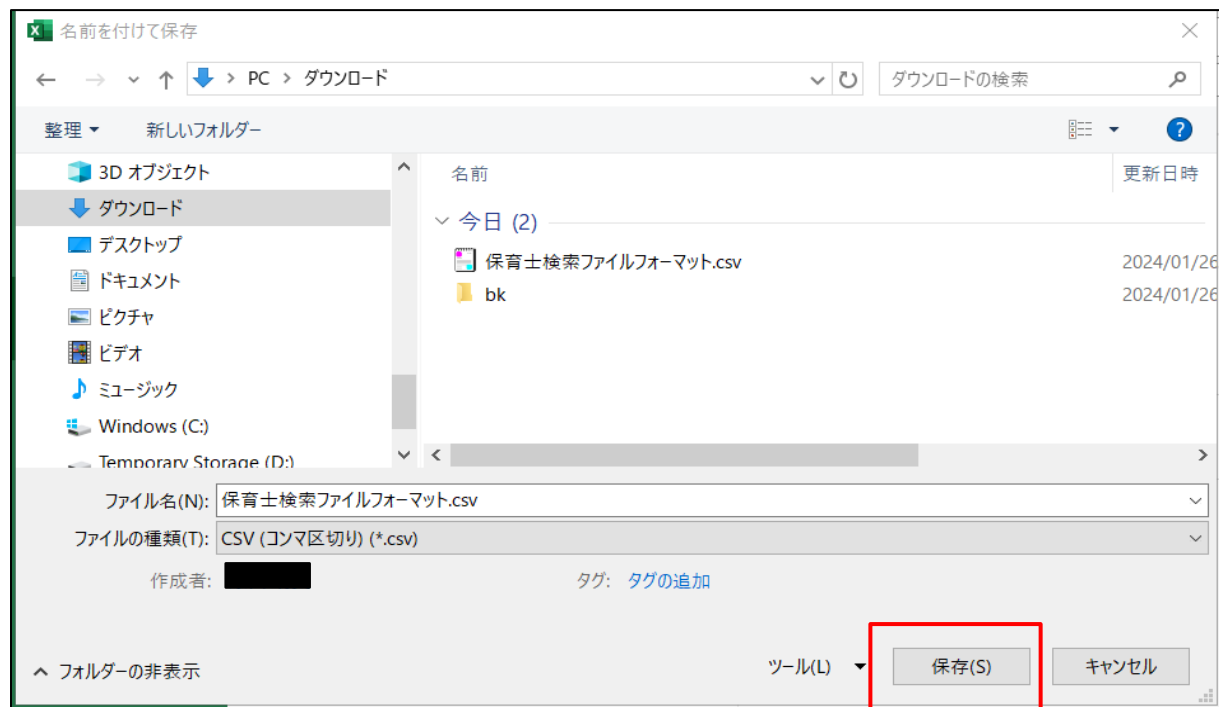 名前を付けて保存
PC > ダウンロード
ダウンロードの検索
整理
新しいフォルダー
3D オブジェクト
ダウンロード
デスクトップ
ドキュメント
ピクチャ
ビデオ
ミュージック
Windows (C:)
Temporary Storage (D:)
名前
更新日時
今日 (2)
保育士検索ファイルフォーマット.csv
2024/01/26
bk
2024/01/26
ファイル名(N): 保育士検索ファイルフォーマット.csv
ファイルの種類(T): CSV (コンマ区切り) (*.csv)
作成者:
タグ: タグの追加
フォルダーの非表示
ツール(L)
保存(S)
キャンセル